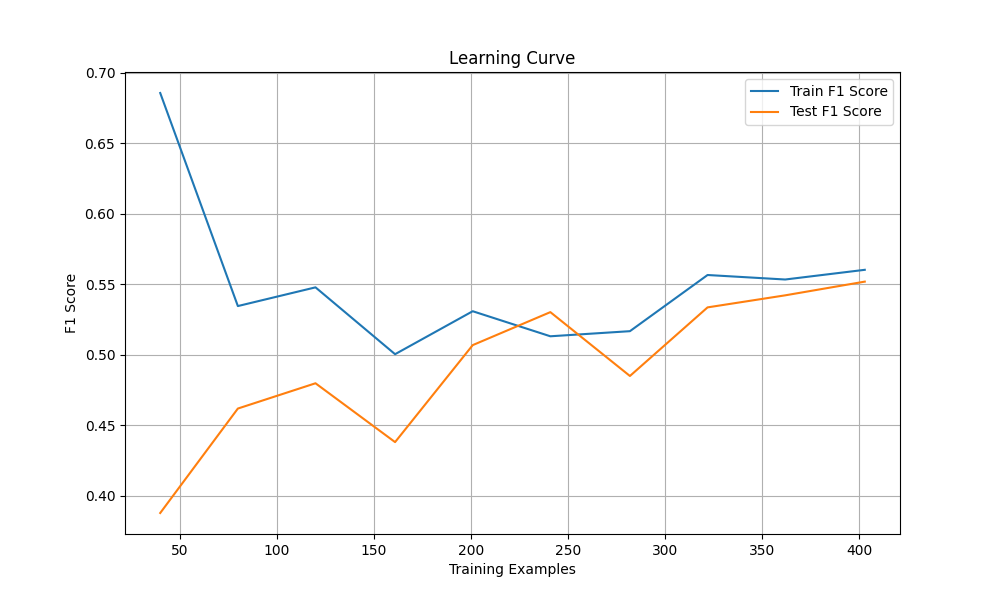 Learning Curve
Train F1 Score
Test F1 Score
F1 Score
0.70
0.65
0.60
0.55
0.50
0.45
0.40
50 100 150 200 250 300 350 400
Training Examples